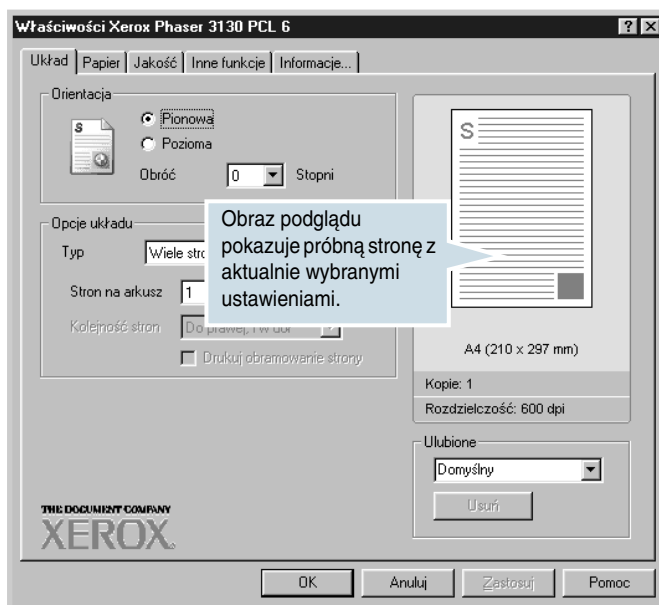 Właściwości Xerox Phaser 3130 PCL 6
Układ Papier Jakość Inne funkcje Informacje...
Orientacja
S
Pionowa
Pozioma
Obróć 0 Stopni
Opcje układu
Typ Wiele
Stron na arkusz 1
Kolejność stron Do prawej, i w dół
Drukuj obramowanie strony
Obraz podglądu
pokazuje próbną stronę z
aktualnie wybranymi
ustawieniami.
S
A4 (210 x 297 mm)
Kopie: 1
Rozdzielczość: 600 dpi
Ulubione
Domyślny
Usuń
THE DOCUMENT COMPANY
XEROX
OK Anuluj Zastosuj Pomoc